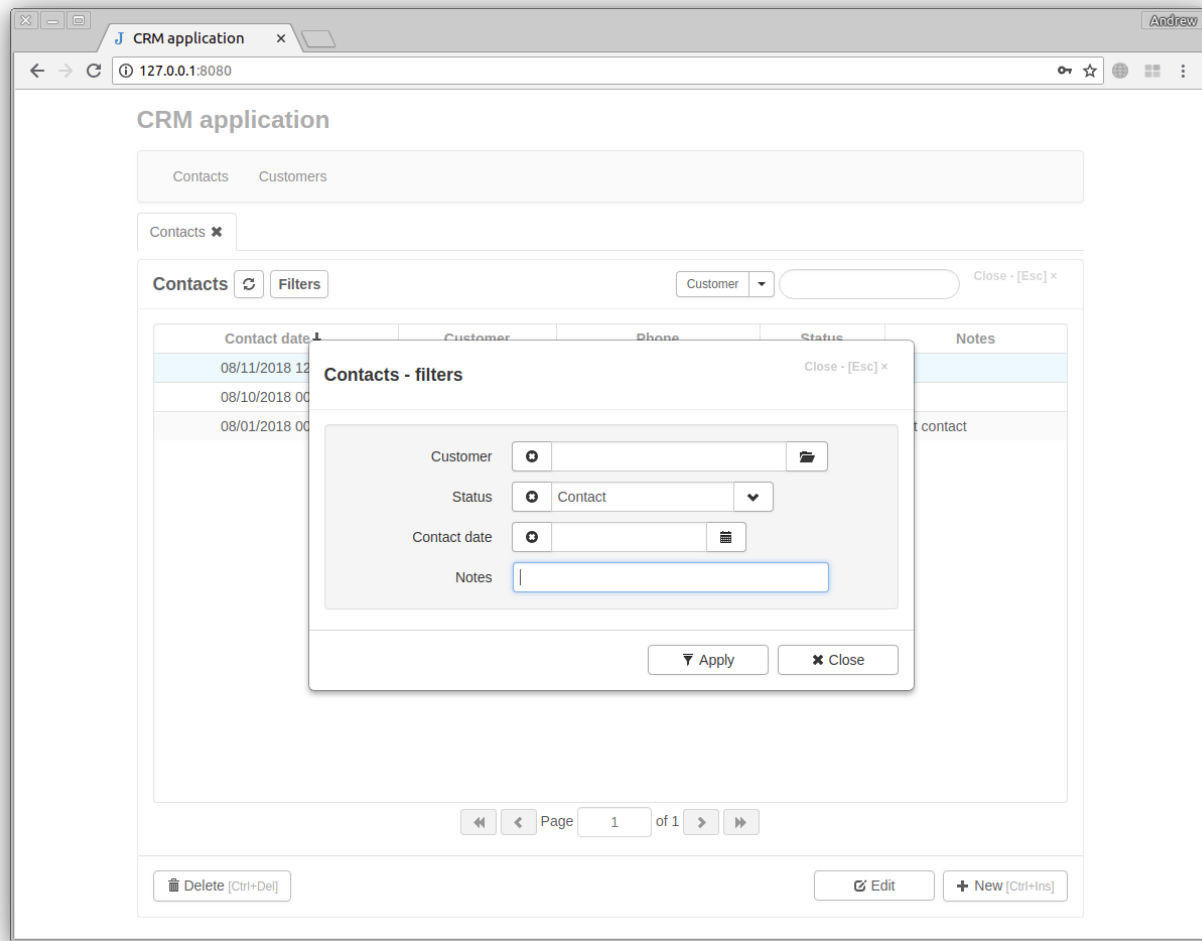 Andrew
CRM application
127.0.0.1:8080
CRM application
Contacts Customers
Contacts
Contacts Filters Customer Close - [Esc] ×
Contact date Customer Phone Status Notes
08/11/2018 12
08/10/2018 00
08/01/2018 00 contact
Contacts - filters Close - [Esc] ×
Customer
Status Contact
Contact date
Notes
Apply Close
Page 1 of 1
Delete [Ctrl+Del] Edit New [Ctrl+Ins]